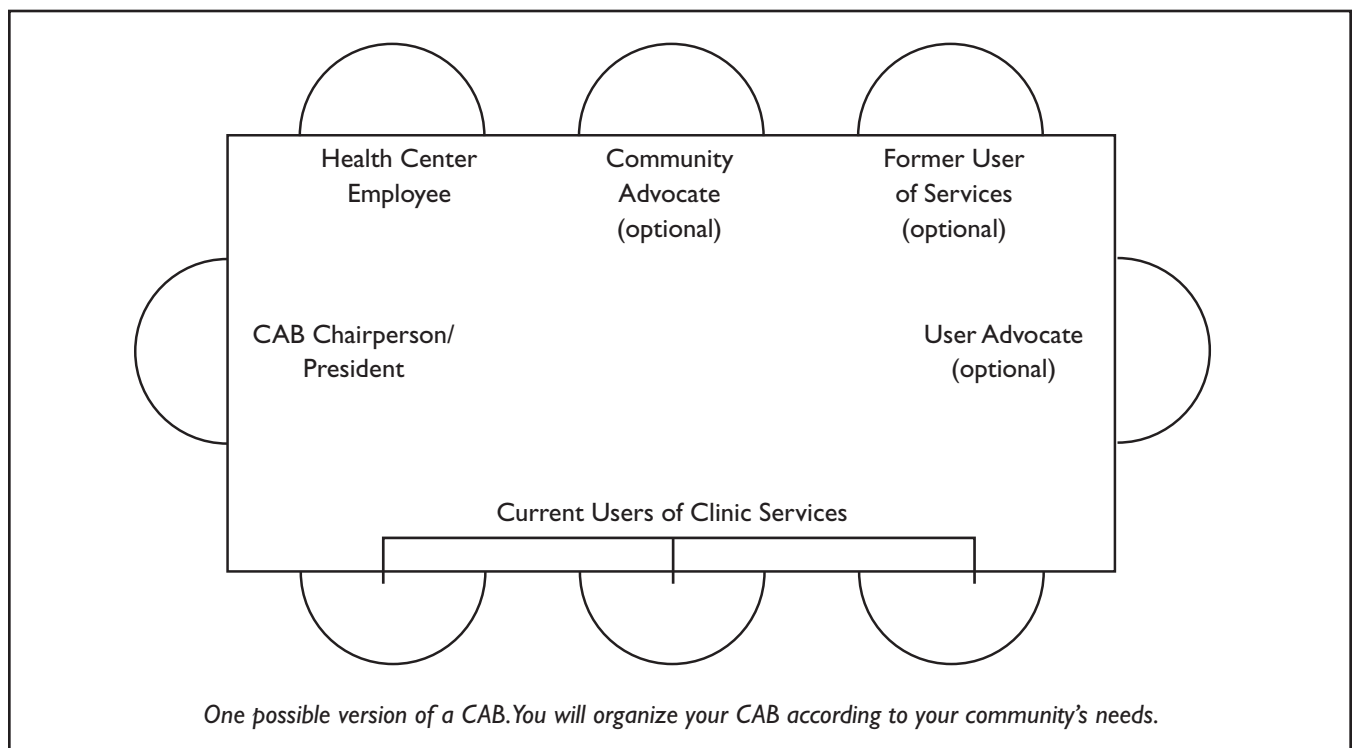 Health Center
Employee
Community
Advocate
(optional)
Former User
of Services
(optional)
CAB Chairperson/
President
User Advocate
(optional)
Current Users of Clinic Services
One possible version of a CAB. You will organize your CAB according to your community's needs.